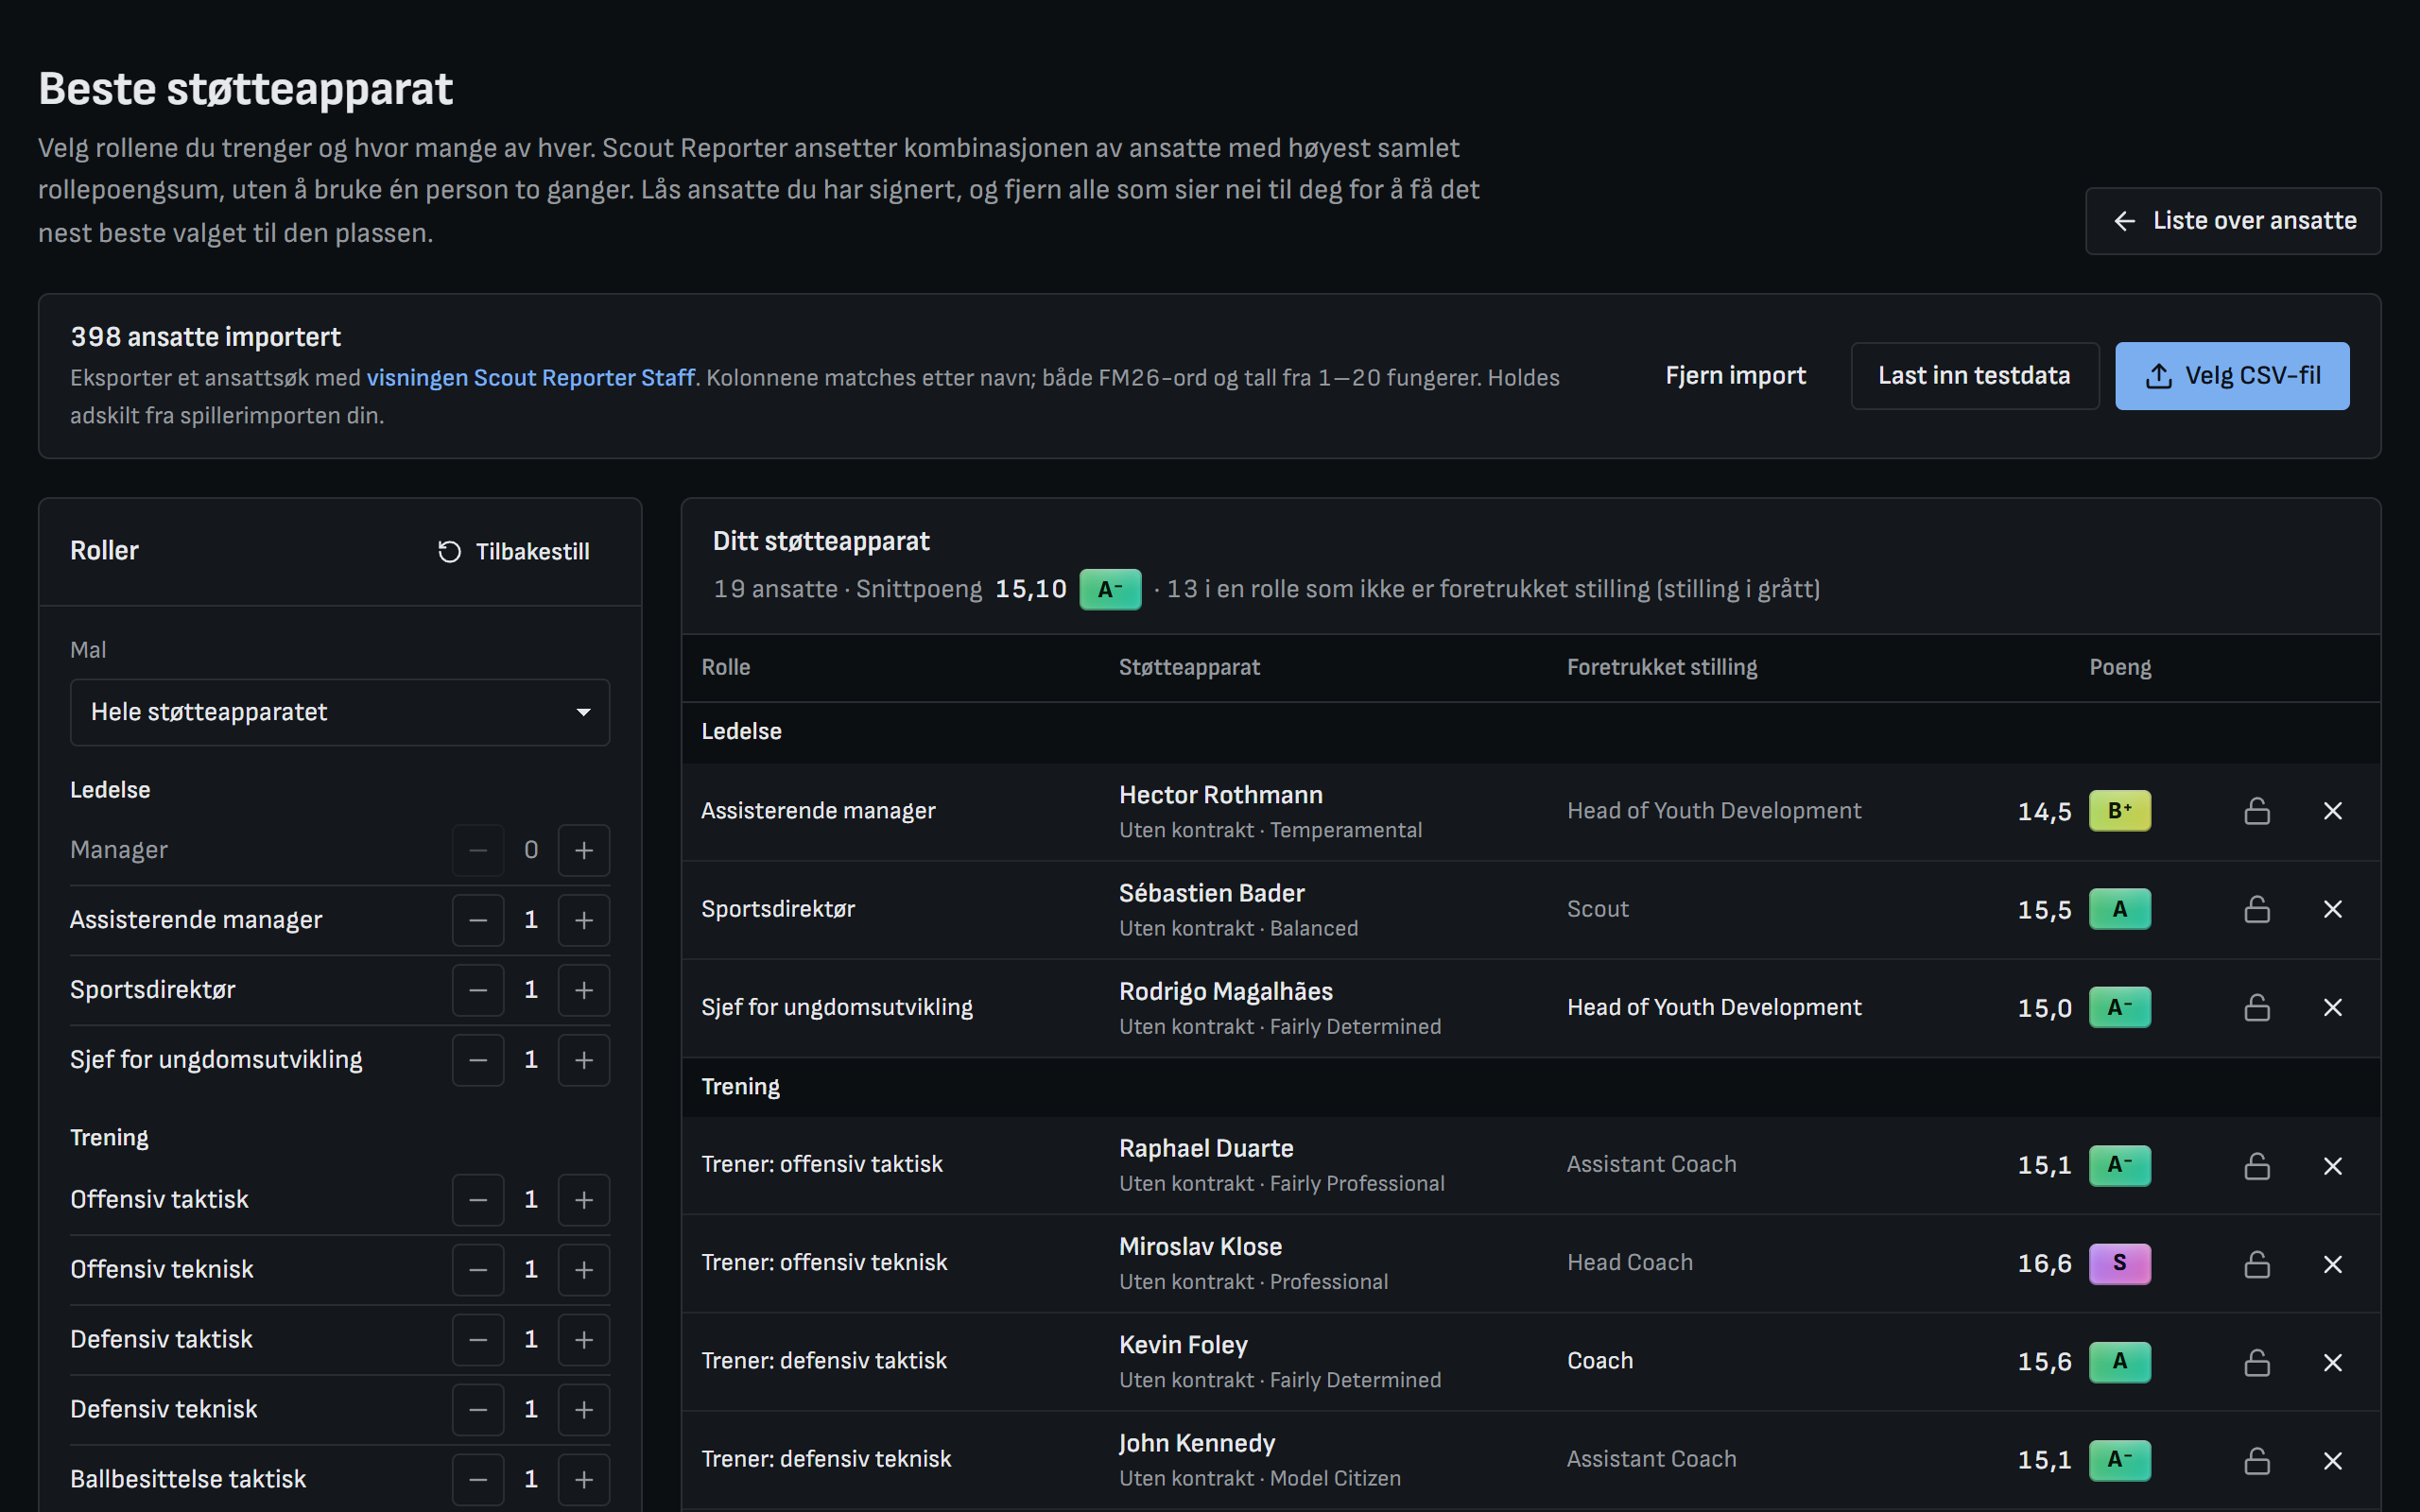 Beste støtteapparat
Velg rollene du trenger og hvor mange av hver. Scout Reporter ansetter kombinasjonen av ansatte med høyest samlet
rollepoengsum, uten å bruke én person to ganger. Lås ansatte du har signert, og fjern alle som sier nei til deg for å få det
nest beste valget til den plassen.
Liste over ansatte
398 ansatte importert
Eksporter et ansattsøk med visningen Scout Reporter Staff. Kolonnene matches etter navn; både FM26-ord og tall fra 1–20 fungerer. Holdes
adskilt fra spillerimporten din.
Fjern import
Last inn testdata
Velg CSV-fil
Roller
Tilbakestill
Mal
Hele støtteapparatet
Ledelse
Manager − 0 +
Assisterende manager − 1 +
Sportsdirektør − 1 +
Sjef for ungdomsutvikling − 1 +
Trening
Offensiv taktisk − 1 +
Offensiv teknisk − 1 +
Defensiv taktisk − 1 +
Defensiv teknisk − 1 +
Ballbesittelse taktisk − 1 +
Ditt støtteapparat
19 ansatte · Snittpoeng 15,10 A⁻ · 13 i en rolle som ikke er foretrukket stilling (stilling i grått)
Rolle Støtteapparat Foretrukket stilling Poeng
Ledelse
Assisterende manager Hector Rothmann Head of Youth Development 14,5 B⁺
Uten kontrakt · Temperamental
Sportsdirektør Sébastien Bader Scout 15,5 A
Uten kontrakt · Balanced
Sjef for ungdomsutvikling Rodrigo Magalhães Head of Youth Development 15,0 A⁻
Uten kontrakt · Fairly Determined
Trening
Trener: offensiv taktisk Raphael Duarte Assistant Coach 15,1 A⁻
Uten kontrakt · Fairly Professional
Trener: offensiv teknisk Miroslav Klose Head Coach 16,6 S
Uten kontrakt · Professional
Trener: defensiv taktisk Kevin Foley Coach 15,6 A
Uten kontrakt · Fairly Determined
Trener: defensiv teknisk John Kennedy Assistant Coach 15,1 A⁻
Uten kontrakt · Model Citizen